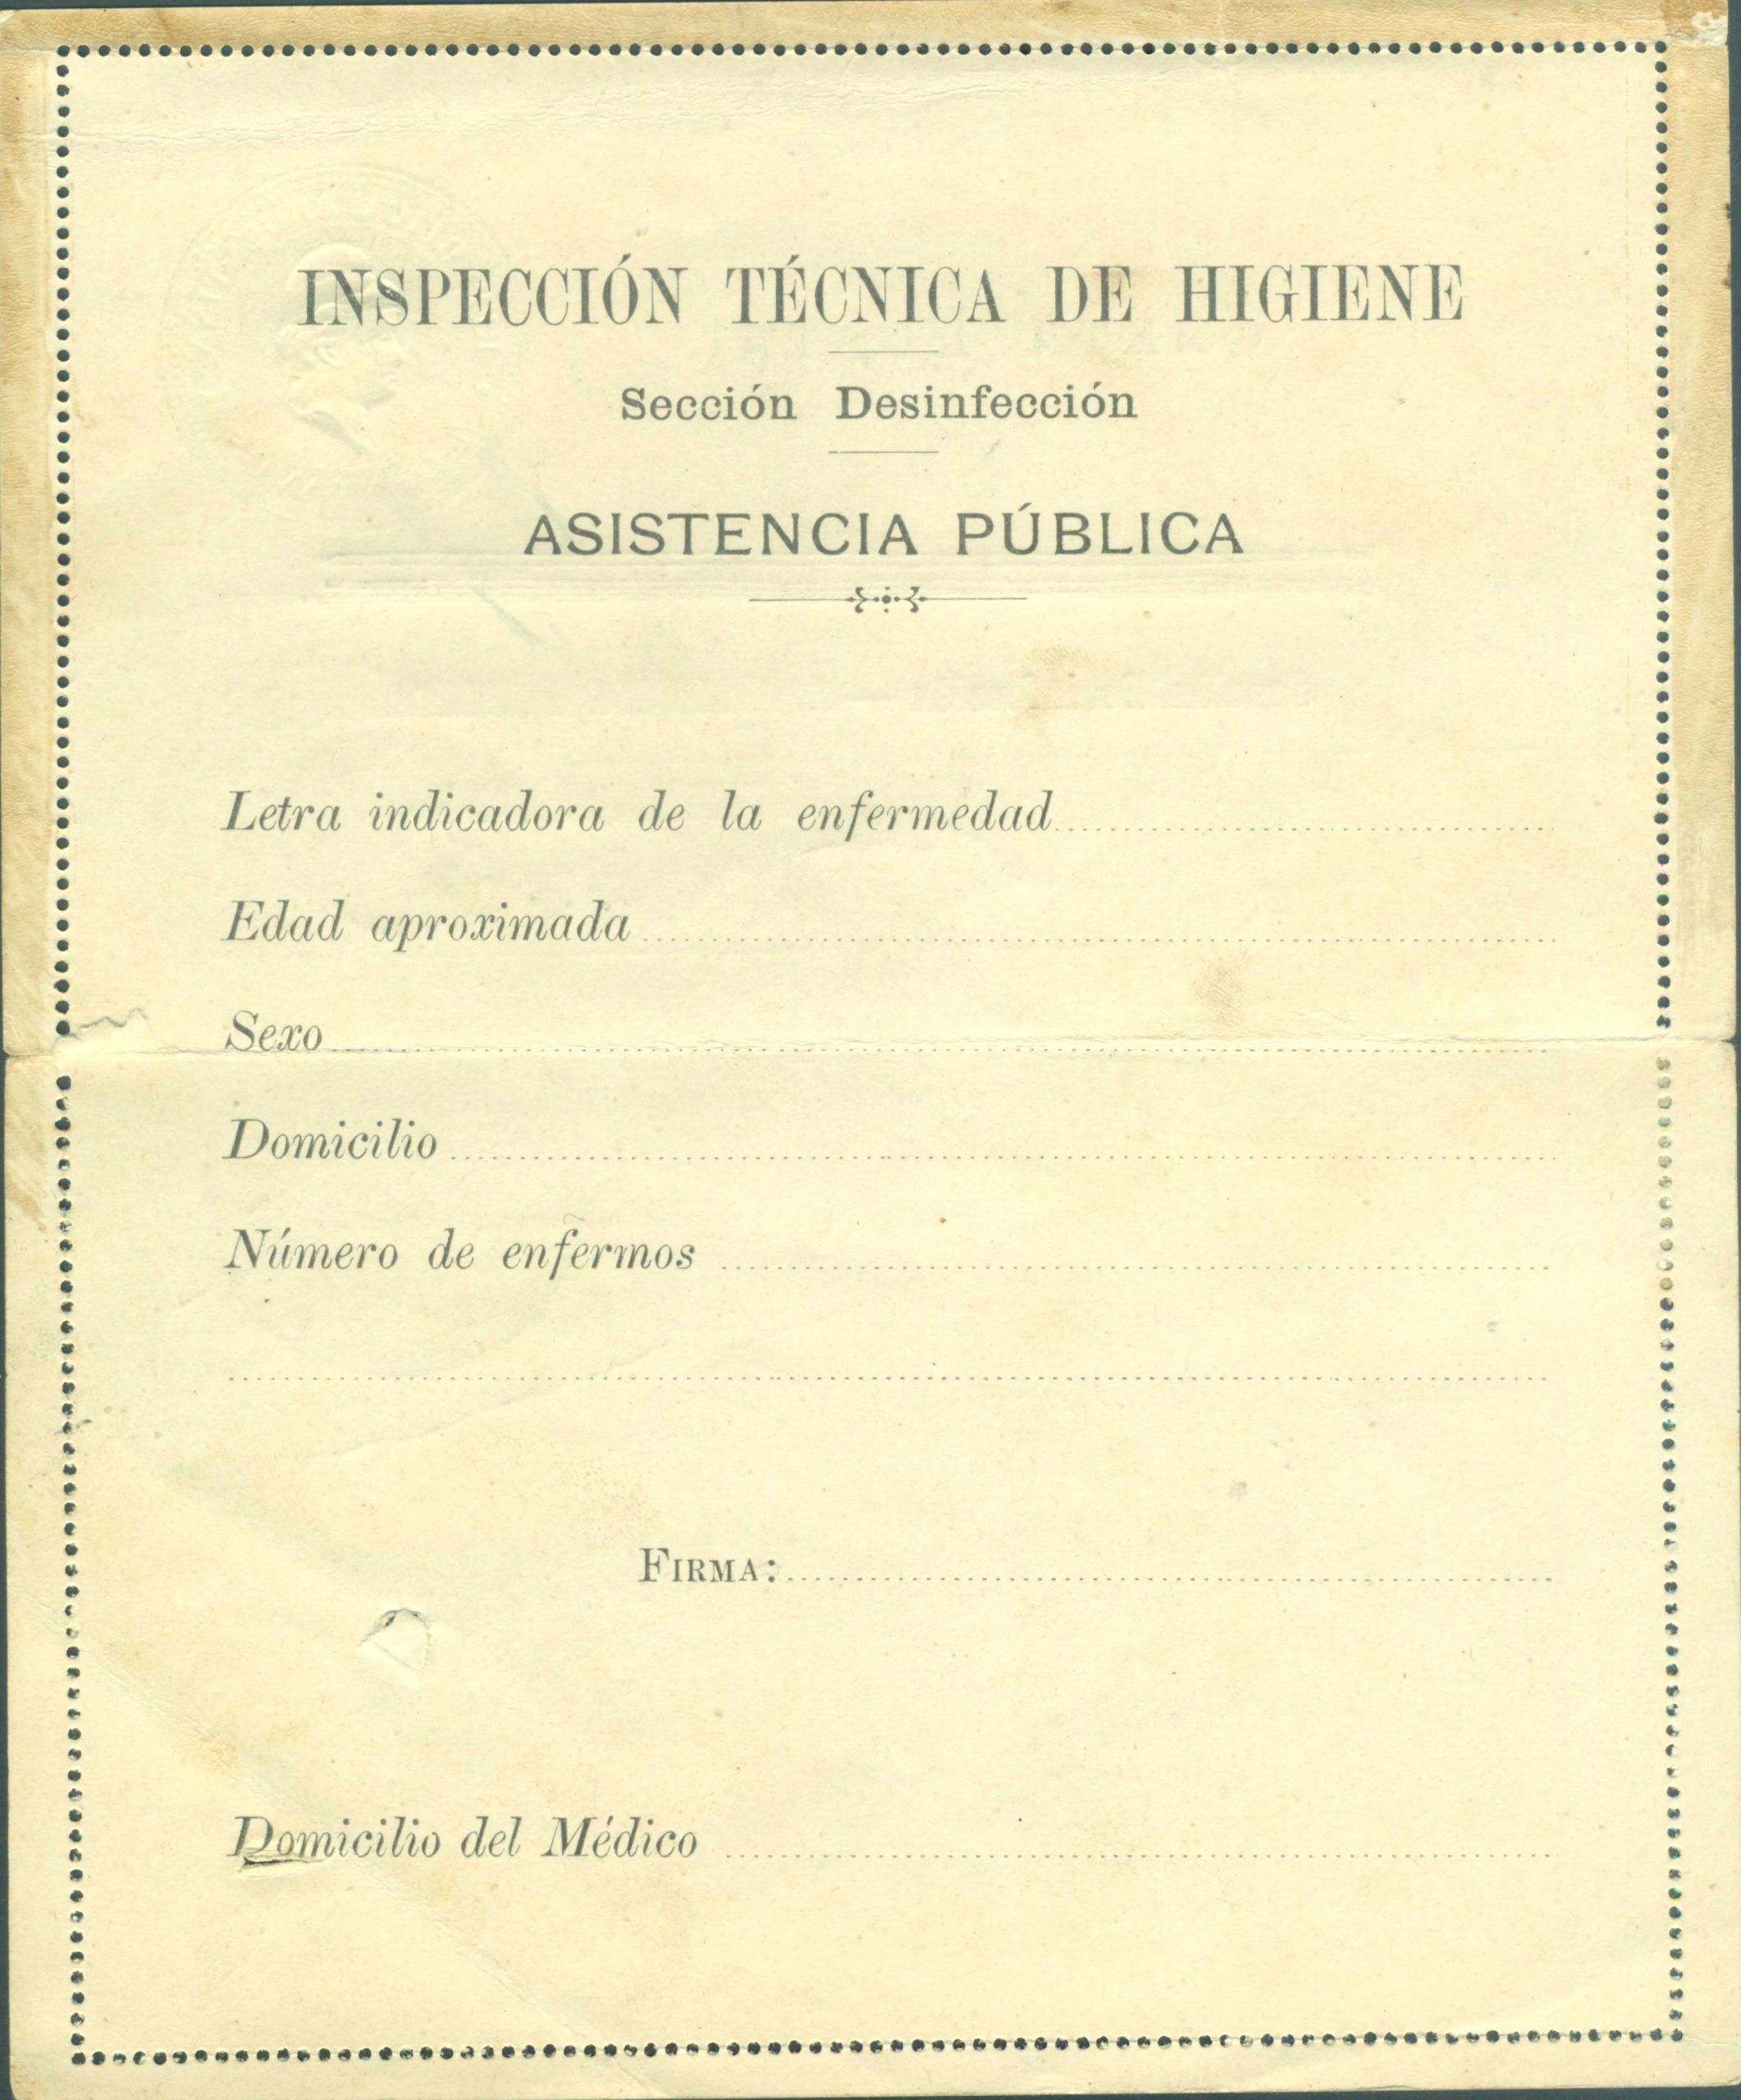 INSPECCIÓN TÉCNICA DE HIGIENE
Sección Desinfección
ASISTENCIA PÚBLICA
Letra indicadora de la enfermedad
Edad aproximada
Sexo
Domicilio
Número de enfermos
FIRMA:
Domicilio del Médico